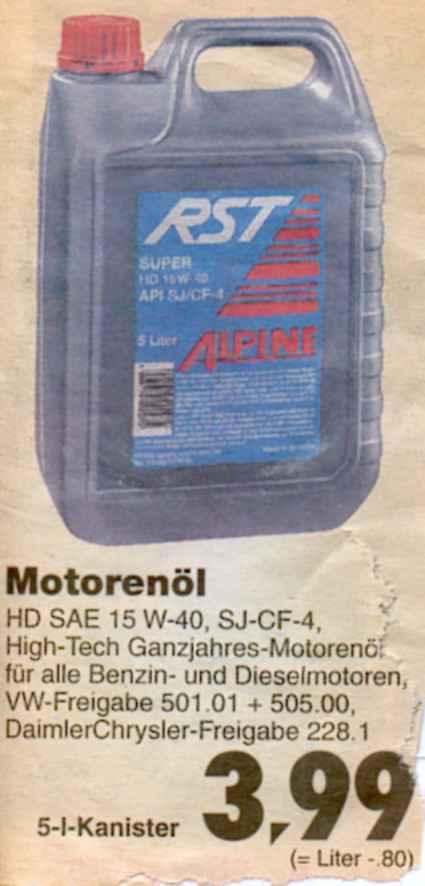 RST
SUPER
HD 15W-40
API SJ/CF-4
5 Liter
ALPINE
Motorenöl
HD SAE 15 W-40, SJ-CF-4,
High-Tech Ganzjahres-Motorenöl
für alle Benzin- und Dieselmotoren,
VW-Freigabe 501.01 + 505.00,
DaimlerChrysler-Freigabe 228.1
5-l-Kanister 3,99
(= Liter -.80)